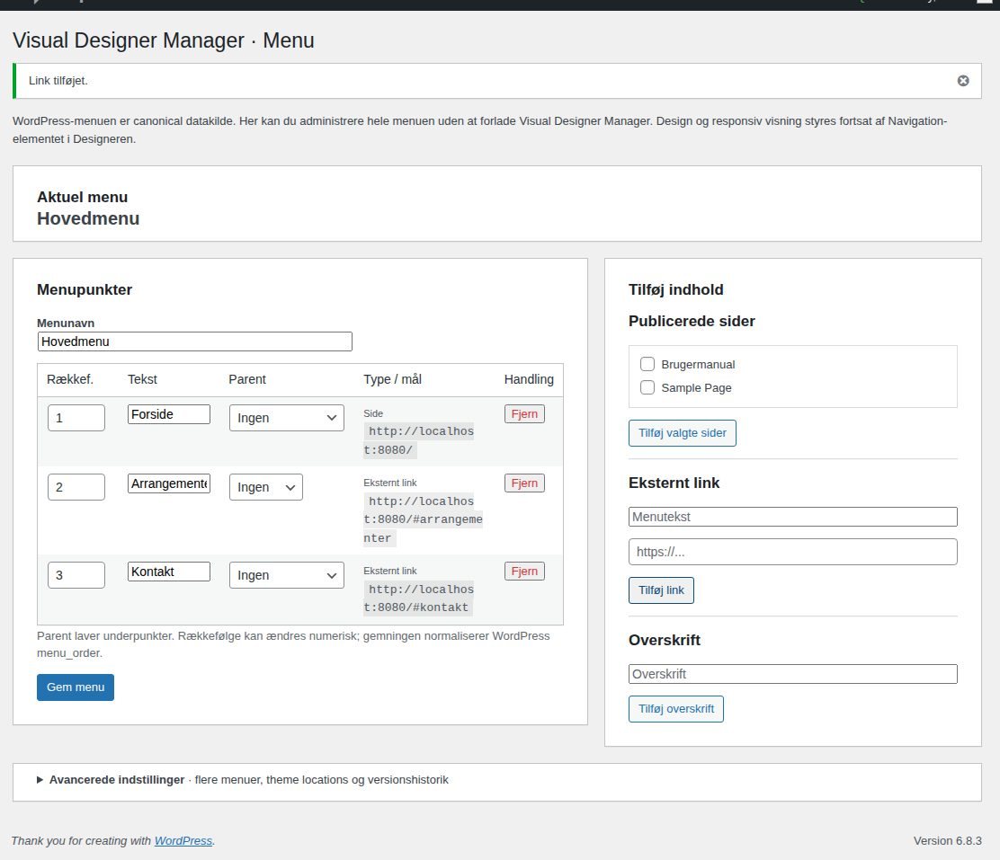 Visual Designer Manager · Menu
Link tilføjet.
WordPress-menuen er canonical datakilde. Her kan du administrere hele menuen uden at forlade Visual Designer Manager. Design og responsiv visning styres fortsat af Navigation-
elementet i Designeren.
Aktuel menu
Hovedmenu
Menupunkter
Menunavn
Hovedmenu
Rækkef. Tekst Parent Type / mål Handling
1 Forside Ingen Side Fjern
http://localhos
t:8080/
2 Arrangemente Ingen Eksternt link Fjern
http://localhos
t:8080/#arrangeme
nter
3 Kontakt Ingen Eksternt link Fjern
http://localhos
t:8080/#kontakt
Parent laver underpunkter. Rækkefølge kan ændres numerisk; gemningen normaliserer WordPress
menu_order.
Gem menu
Tilføj indhold
Publicerede sider
Brugermanual
Sample Page
Tilføj valgte sider
Eksternt link
Menutekst
https://...
Tilføj link
Overskrift
Overskrift
Tilføj overskrift
Avancerede indstillinger · flere menuer, theme locations og versionshistorik
Thank you for creating with WordPress.
Version 6.8.3